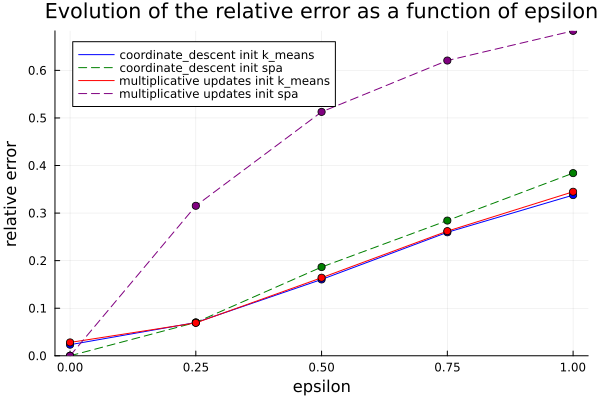 Evolution of the relative error as a function of epsilon
coordinate_descent init k_means
coordinate_descent init spa
multiplicative updates init k_means
multiplicative updates init spa
relative error
0.6
0.5
0.4
0.3
0.2
0.1
0.0
0.00 0.25 0.50 0.75 1.00
epsilon